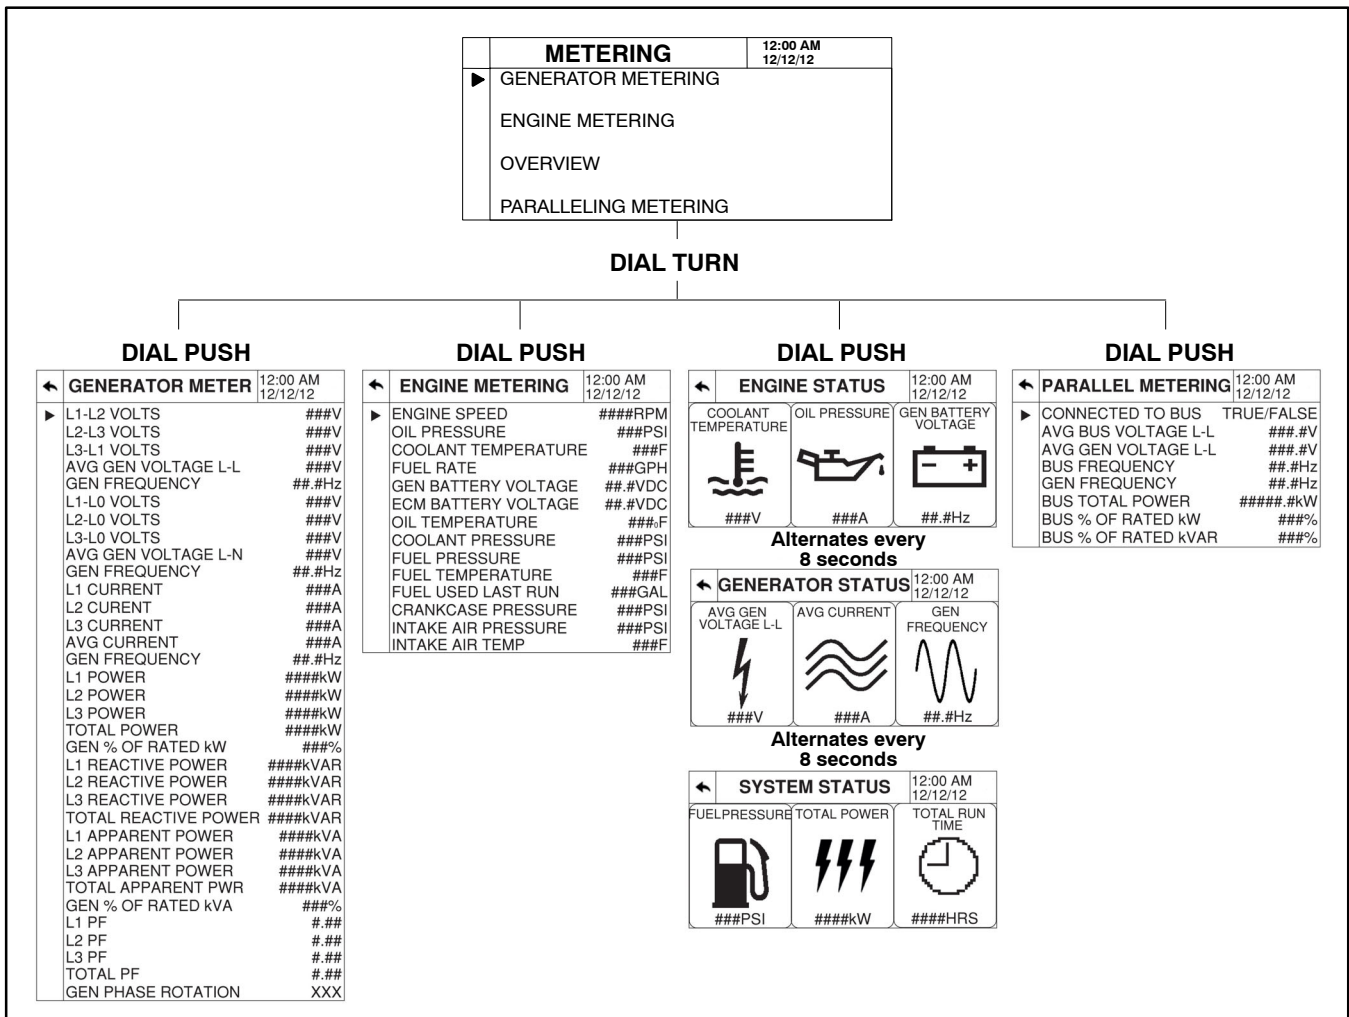 METERING 12:00 AM
12/12/12
GENERATOR METERING
ENGINE METERING
OVERVIEW
PARALLELING METERING
DIAL TURN
DIAL PUSH
GENERATOR METER 12:00 AM
12/12/12
L1-L2 VOLTS ###V
L2-L3 VOLTS ###V
L3-L1 VOLTS ###V
AVG GEN VOLTAGE L-L ###V
GEN FREQUENCY ##.#Hz
L1-L0 VOLTS ###V
L2-L0 VOLTS ###V
L3-L0 VOLTS ###V
AVG GEN VOLTAGE L-N ###V
GEN FREQUENCY ##.#Hz
L1 CURRENT ###A
L2 CURENT ###A
L3 CURRENT ###A
AVG CURRENT ###A
GEN FREQUENCY ##.#Hz
L1 POWER ####kW
L2 POWER ####kW
L3 POWER ####kW
TOTAL POWER ####kW
GEN % OF RATED kW ###%
L1 REACTIVE POWER ####kVAR
L2 REACTIVE POWER ####kVAR
L3 REACTIVE POWER ####kVAR
TOTAL REACTIVE POWER ####kVAR
L1 APPARENT POWER ####kVA
L2 APPARENT POWER ####kVA
L3 APPARENT POWER ####kVA
TOTAL APPARENT PWR ####kVA
GEN % OF RATED kVA ###%
L1 PF #.##
L2 PF #.##
L3 PF #.##
TOTAL PF #.##
GEN PHASE ROTATION XXX
DIAL PUSH
ENGINE METERING 12:00 AM
12/12/12
ENGINE SPEED ####RPM
OIL PRESSURE ###PSI
COOLANT TEMPERATURE ###F
FUEL RATE ###GPH
GEN BATTERY VOLTAGE ##.#VDC
ECM BATTERY VOLTAGE ##.#VDC
OIL TEMPERATURE ###₀F
COOLANT PRESSURE ###PSI
FUEL PRESSURE ###PSI
FUEL TEMPERATURE ###F
FUEL USED LAST RUN ###GAL
CRANKCASE PRESSURE ###PSI
INTAKE AIR PRESSURE ###PSI
INTAKE AIR TEMP ###F
DIAL PUSH
ENGINE STATUS 12:00 AM
12/12/12
COOLANT
TEMPERATURE
OIL PRESSURE
GEN BATTERY
VOLTAGE
###V ###A ##.#Hz
Alternates every
8 seconds
GENERATOR STATUS 12:00 AM
12/12/12
AVG GEN
VOLTAGE L-L
AVG CURRENT
GEN
FREQUENCY
###V ###A ##.#Hz
Alternates every
8 seconds
SYSTEM STATUS 12:00 AM
12/12/12
FUELPRESSURE
TOTAL POWER
TOTAL RUN
TIME
###PSI ####kW ####HRS
DIAL PUSH
PARALLEL METERING 12:00 AM
12/12/12
CONNECTED TO BUS TRUE/FALSE
AVG BUS VOLTAGE L-L ###.#V
AVG GEN VOLTAGE L-L ###.#V
BUS FREQUENCY ##.#Hz
GEN FREQUENCY ##.#Hz
BUS TOTAL POWER #####.#kW
BUS % OF RATED kW ###%
BUS % OF RATED kVAR ###%